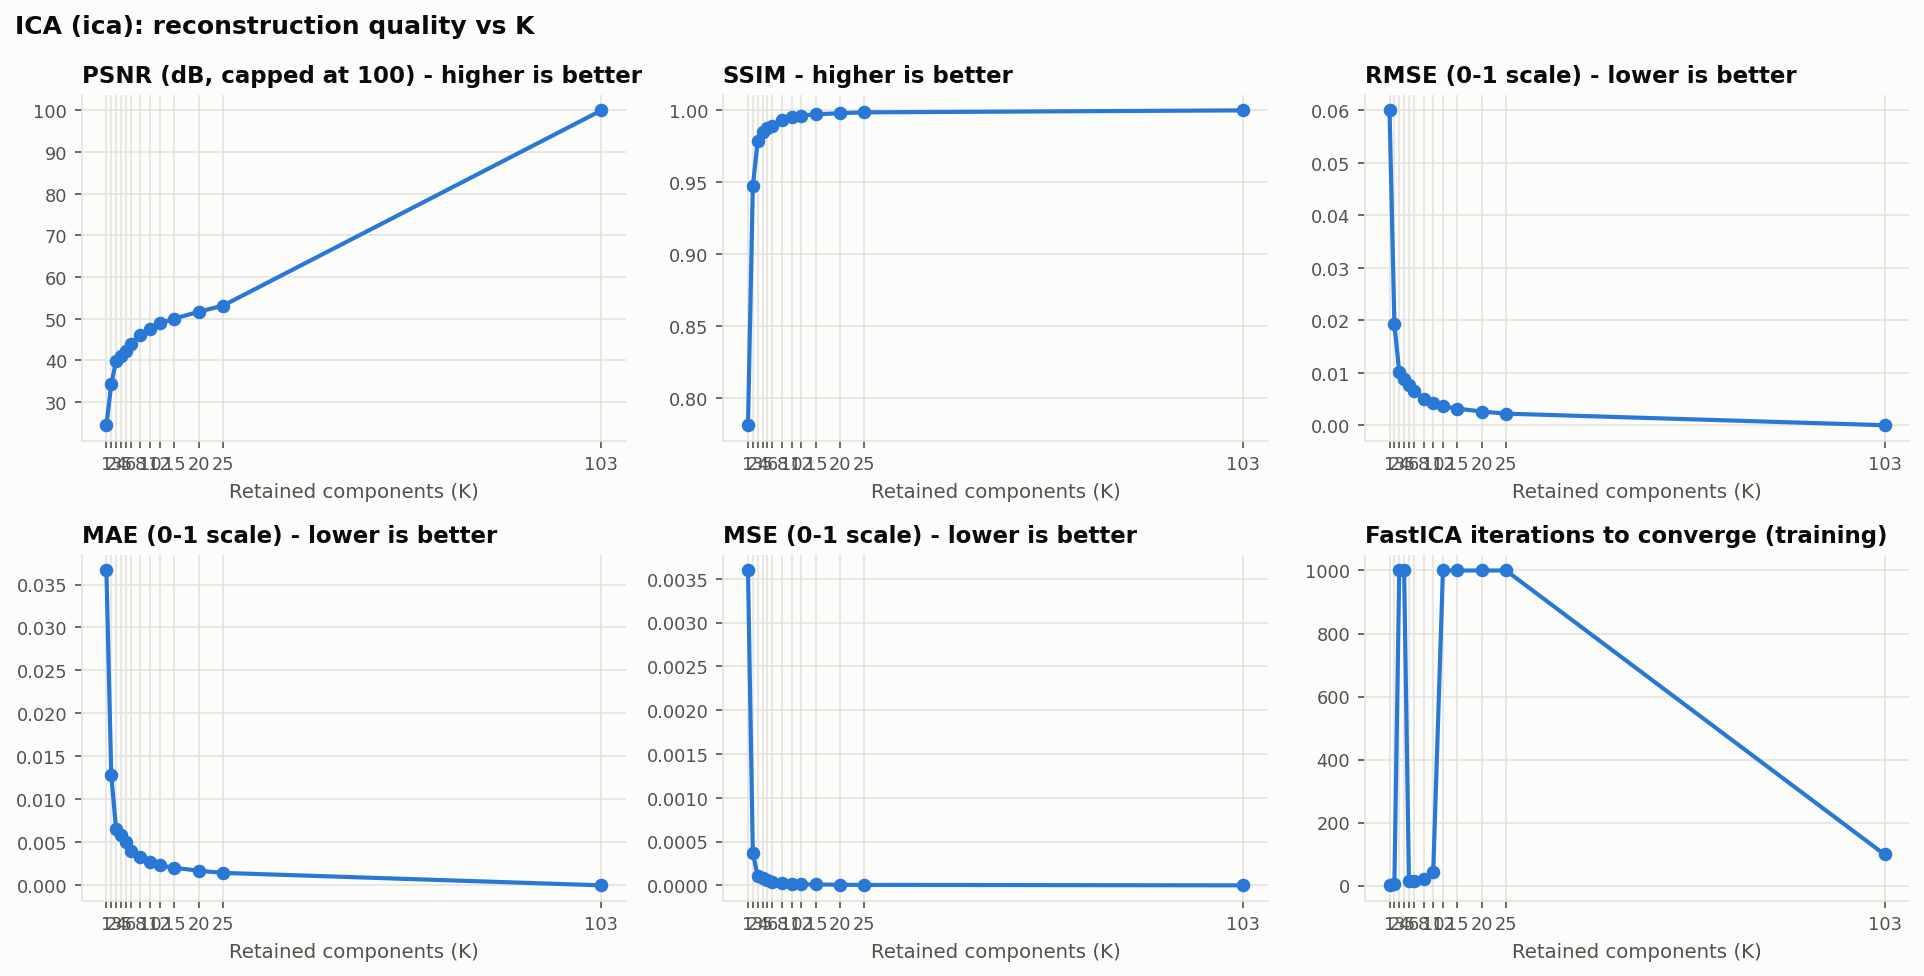 ICA (ica): reconstruction quality vs K
PSNR (dB, capped at 100) - higher is better
100
90
80
70
60
50
40
30
15 20 25 103
Retained components (K)
SSIM - higher is better
1.00
0.95
0.90
0.85
0.80
15 20 25 103
Retained components (K)
RMSE (0-1 scale) - lower is better
0.06
0.05
0.04
0.03
0.02
0.01
0.00
15 20 25 103
Retained components (K)
MAE (0-1 scale) - lower is better
0.035
0.030
0.025
0.020
0.015
0.010
0.005
0.000
15 20 25 103
Retained components (K)
MSE (0-1 scale) - lower is better
0.0035
0.0030
0.0025
0.0020
0.0015
0.0010
0.0005
0.0000
15 20 25 103
Retained components (K)
FastICA iterations to converge (training)
1000
800
600
400
200
0
15 20 25 103
Retained components (K)